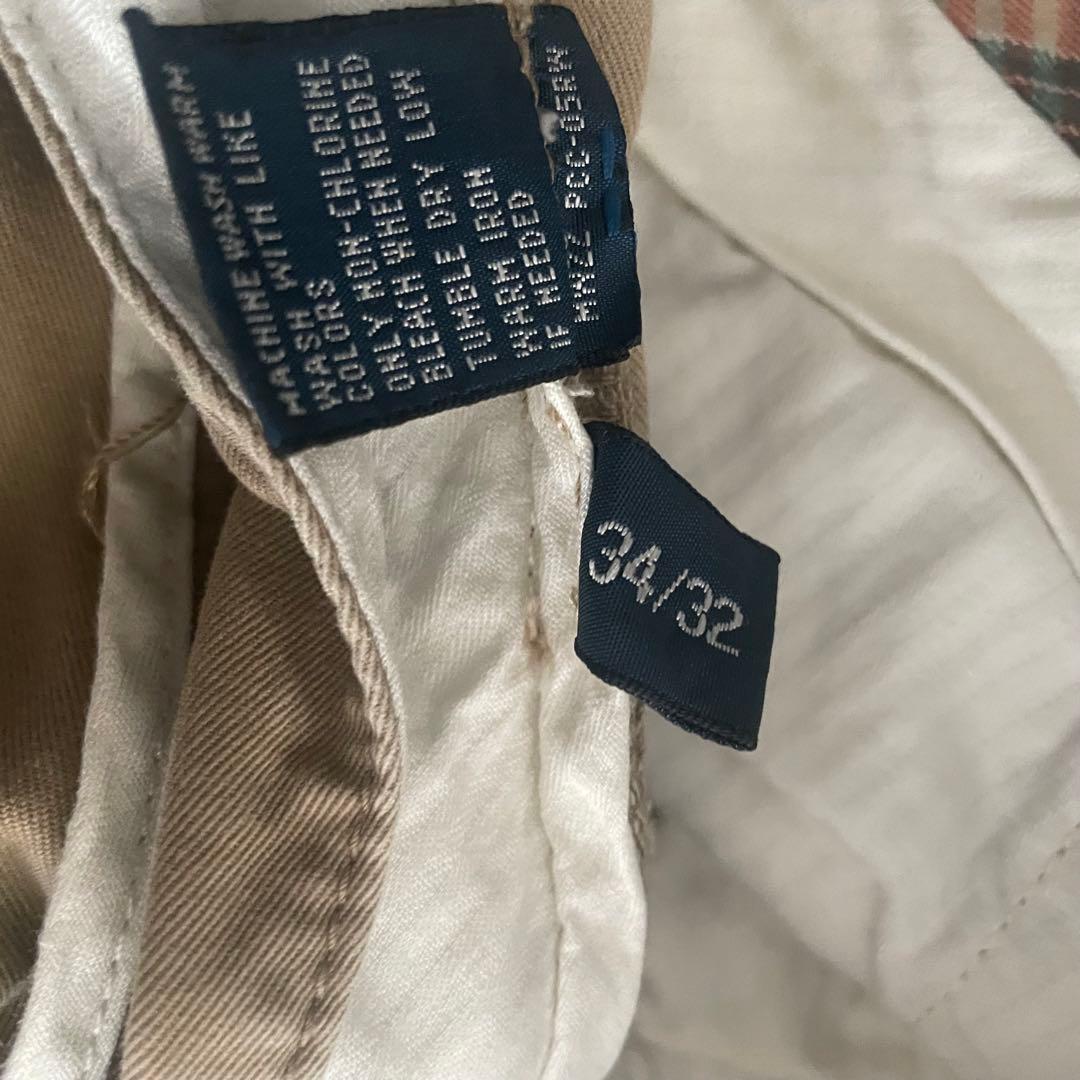 MACHINE WASH WARM
WASH WITH LIKE
COLORS
ONLY NON-CHLORINE
BLEACH WHEN NEEDED
TUMBLE DRY LOW
WARM IRON
IF NEEDED
34/32